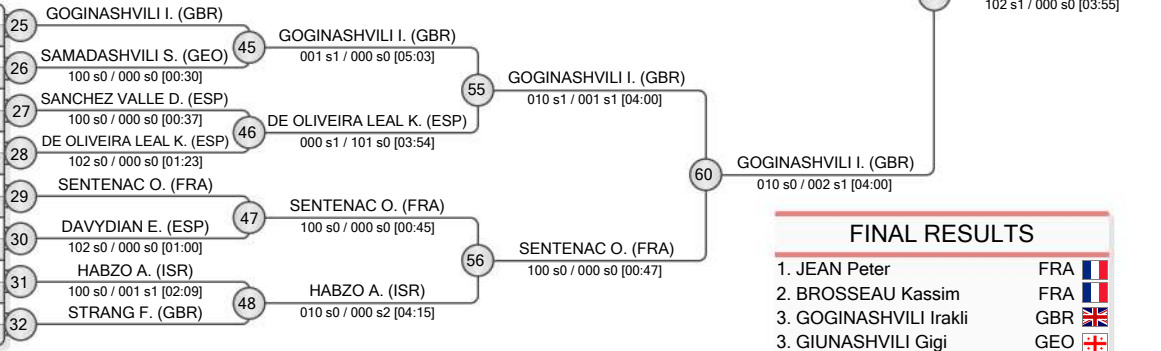 102 s1 / 000 s0 [03:55]
25 GOGINASHVILI I. (GBR)
26 SAMADASHVILI S. (GEO)
100 s0 / 000 s0 [00:30]
27 SANCHEZ VALLE D. (ESP)
100 s0 / 000 s0 [00:37]
28 DE OLIVEIRA LEAL K. (ESP)
102 s0 / 000 s0 [01:23]
29 SENTENAC O. (FRA)
30 DAVYDIAN E. (ESP)
102 s0 / 000 s0 [01:00]
31 HABZO A. (ISR)
100 s0 / 001 s1 [02:09]
32 STRANG F. (GBR)
45 GOGINASHVILI I. (GBR)
001 s1 / 000 s0 [05:03]
46 DE OLIVEIRA LEAL K. (ESP)
000 s1 / 101 s0 [03:54]
47 SENTENAC O. (FRA)
100 s0 / 000 s0 [00:45]
48 HABZO A. (ISR)
010 s0 / 000 s2 [04:15]
55 GOGINASHVILI I. (GBR)
010 s1 / 001 s1 [04:00]
56 SENTENAC O. (FRA)
100 s0 / 000 s0 [00:47]
60 GOGINASHVILI I. (GBR)
010 s0 / 002 s1 [04:00]
FINAL RESULTS
1. JEAN Peter FRA
2. BROSSEAU Kassim FRA
3. GOGINASHVILI Irakli GBR
3. GIUNASHVILI Gigi GEO